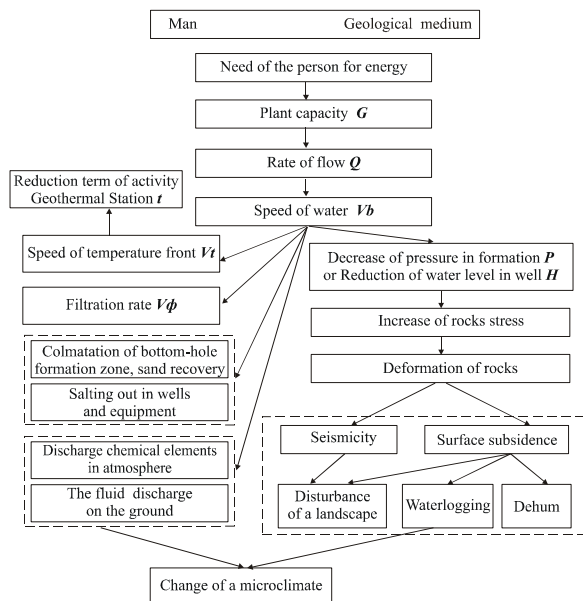 Man Geological medium
Need of the person for energy
Plant capacity G
Rate of flow Q
Reduction term of activity
Geothermal Station t
Speed of water Vb
Speed of temperature front Vt
Decrease of pressure in formation P
or Reduction of water level in well H
Filtration rate Vф
Increase of rocks stress
Colmatation of bottom-hole
formation zone, sand recovery
Deformation of rocks
Salting out in wells
and equipment
Seismicity
Surface subsidence
Discharge chemical elements
in atmosphere
The fluid discharge
on the ground
Disturbance
of a landscape
Waterlogging
Dehum
Change of a microclimate